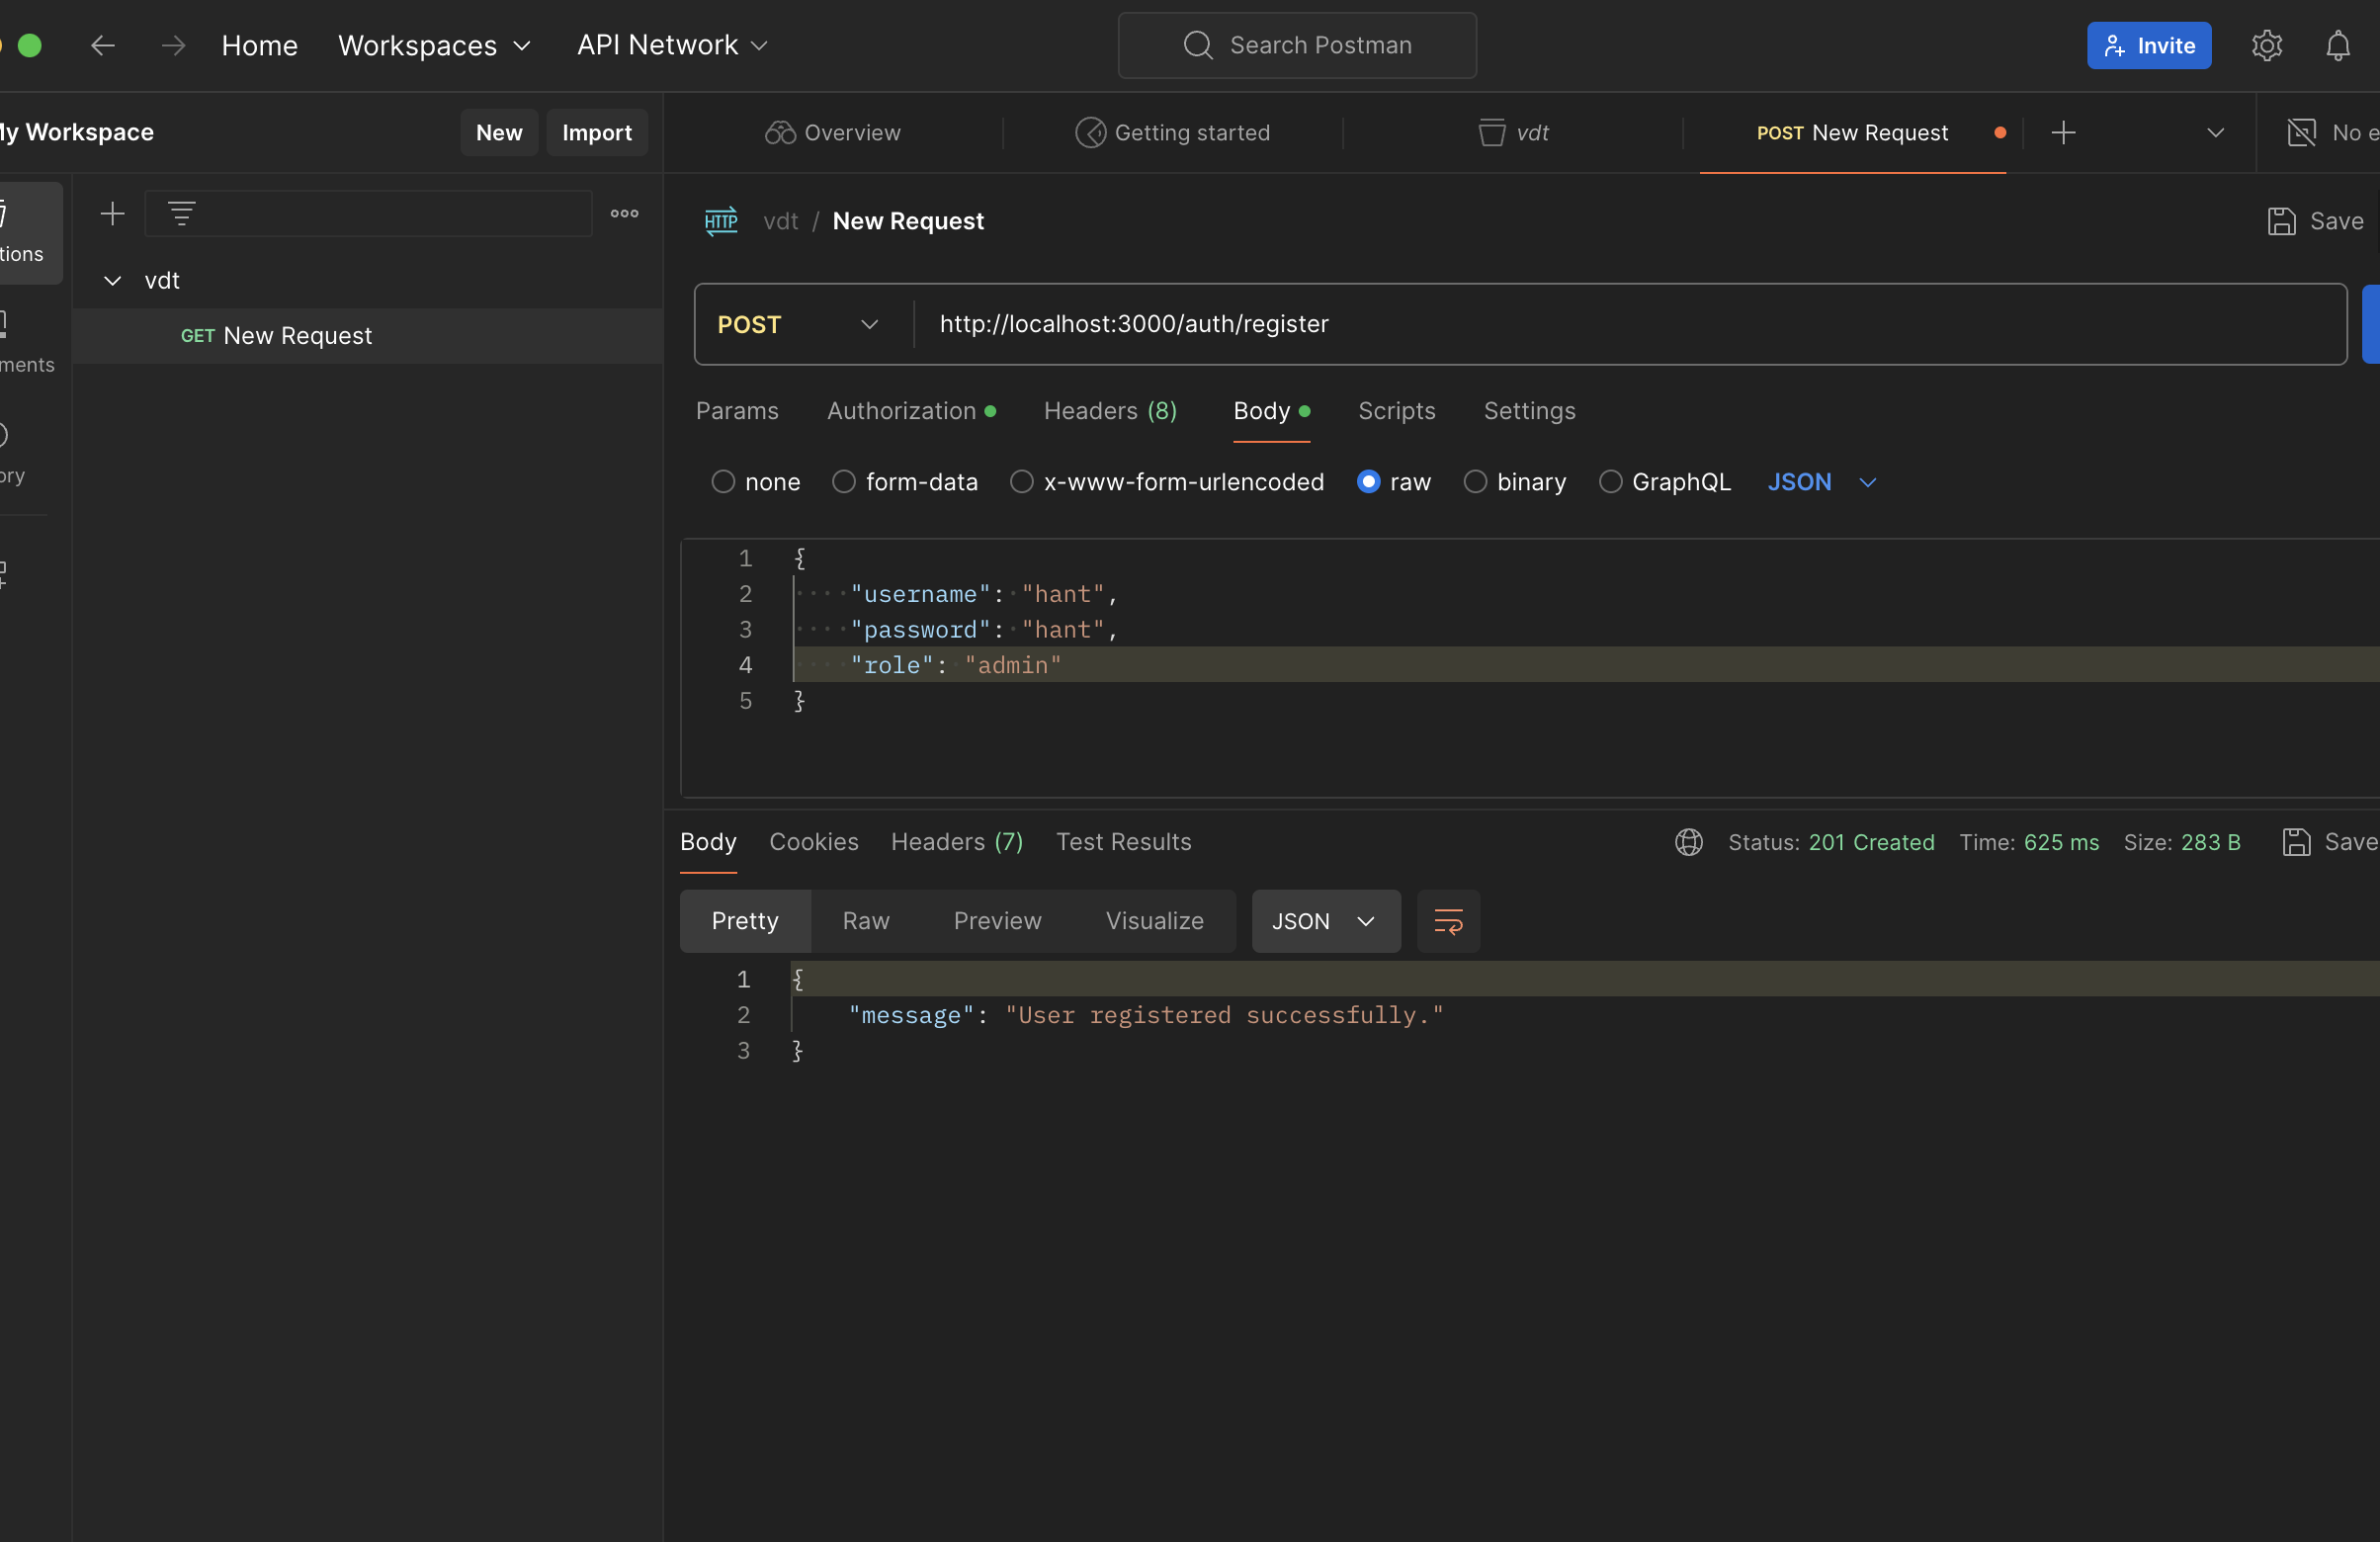 Home Workspaces API Network Search Postman Invite
My Workspace New Import Overview Getting started vdt POST New Request No e
tions
ments
ory
vdt
GET New Request
HTTP vdt / New Request Save
POST http://localhost:3000/auth/register
Params Authorization Headers (8) Body Scripts Settings
none form-data x-www-form-urlencoded raw binary GraphQL JSON
1 {
2 "username": "hant",
3 "password": "hant",
4 "role": "admin"
5 }
Body Cookies Headers (7) Test Results Status: 201 Created Time: 625 ms Size: 283 B Save
Pretty Raw Preview Visualize JSON
1 {
2 "message": "User registered successfully."
3 }